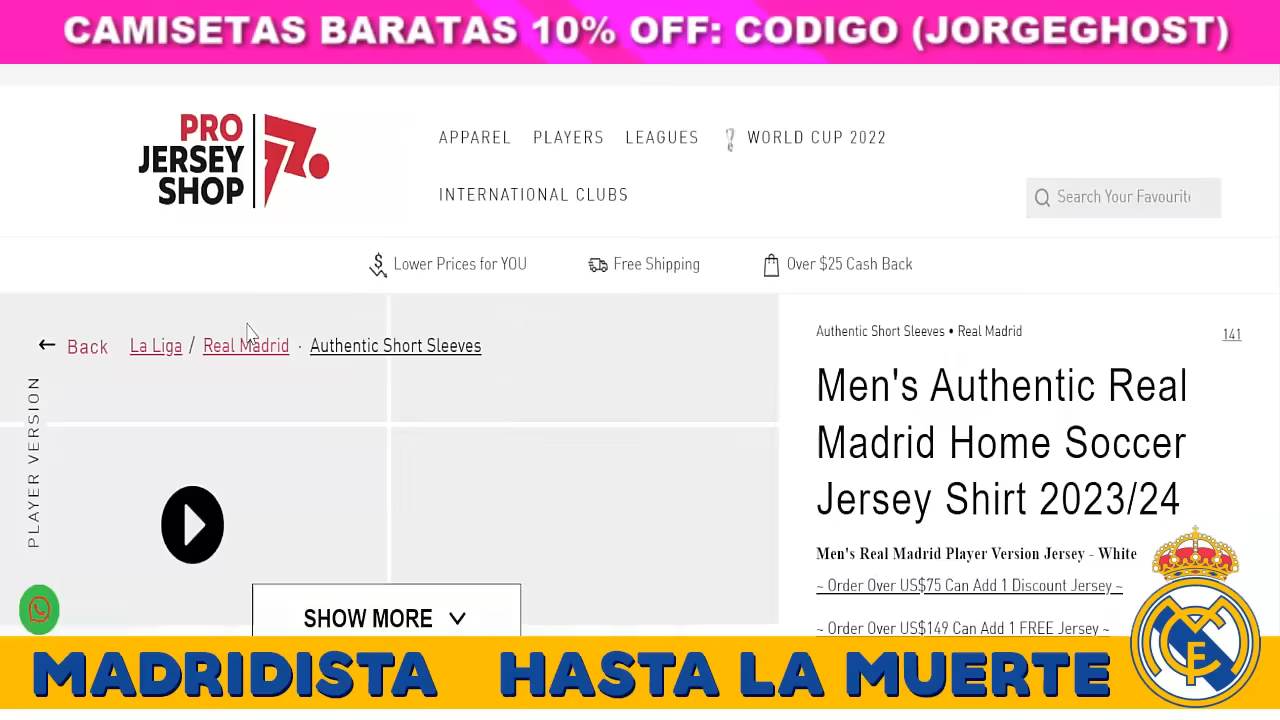 CAMISETAS BARATAS 10% OFF: CODIGO (JORGEGHOST)
PRO
JERSEY
SHOP
APPAREL PLAYERS LEAGUES WORLD CUP 2022
INTERNATIONAL CLUBS
Search Your Favourite
Lower Prices for YOU Free Shipping Over $25 Cash Back
Back La Liga / Real Madrid · Authentic Short Sleeves
PLAYER VERSION
SHOW MORE
Authentic Short Sleeves • Real Madrid 141
Men's Authentic Real
Madrid Home Soccer
Jersey Shirt 2023/24
Men's Real Madrid Player Version Jersey - White
~ Order Over US$75 Can Add 1 Discount Jersey ~
~ Order Over US$149 Can Add 1 FREE Jersey ~
MADRIDISTA HASTA LA MUERTE